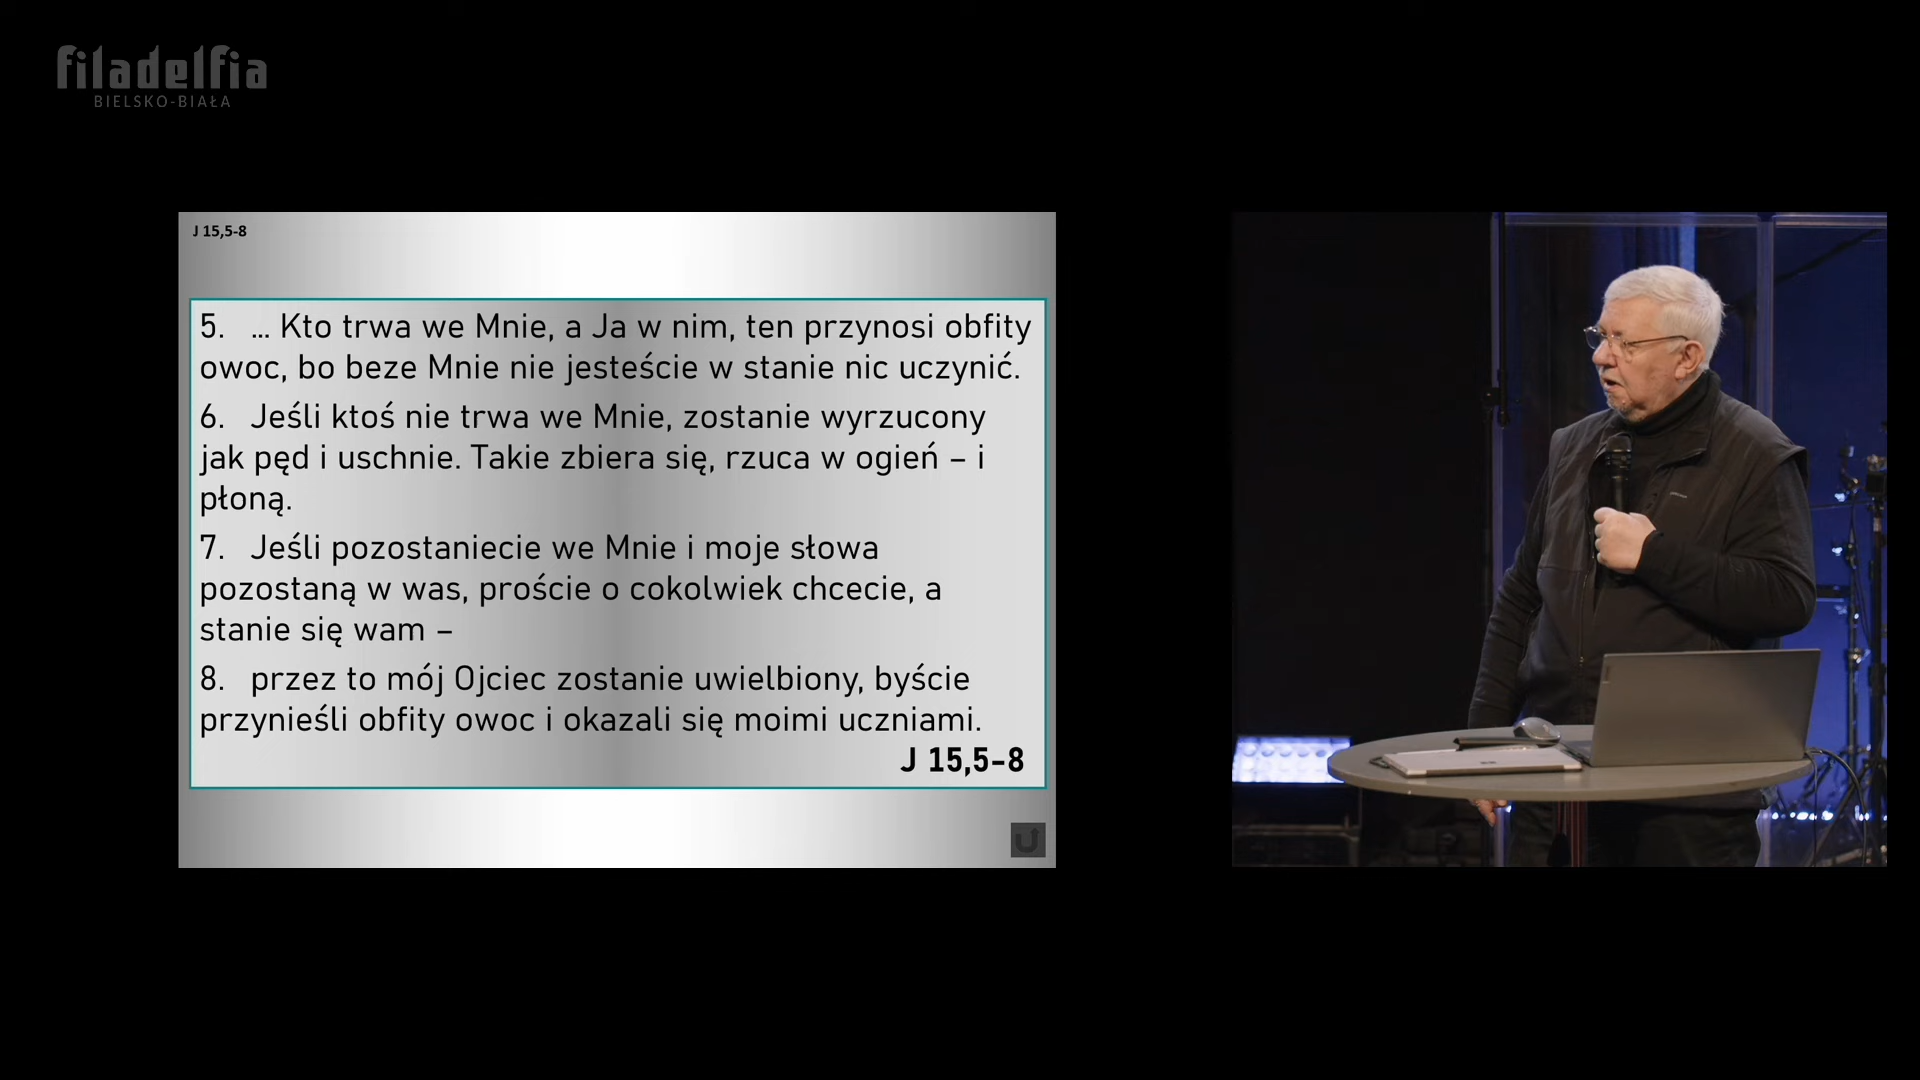 filadelfia
BIELSKO-BIAŁA
J 15,5-8
5. ... Kto trwa we Mnie, a Ja w nim, ten przynosi obfity
owoc, bo beze Mnie nie jesteście w stanie nic uczynić.
6. Jeśli ktoś nie trwa we Mnie, zostanie wyrzucony
jak pęd i uschnie. Takie zbiera się, rzuca w ogień – i
płoną.
7. Jeśli pozostaniecie we Mnie i moje słowa
pozostaną w was, proście o cokolwiek chcecie, a
stanie się wam –
8. przez to mój Ojciec zostanie uwielbiony, byście
przynieśli obfity owoc i okazali się moimi uczniami.
J 15,5-8